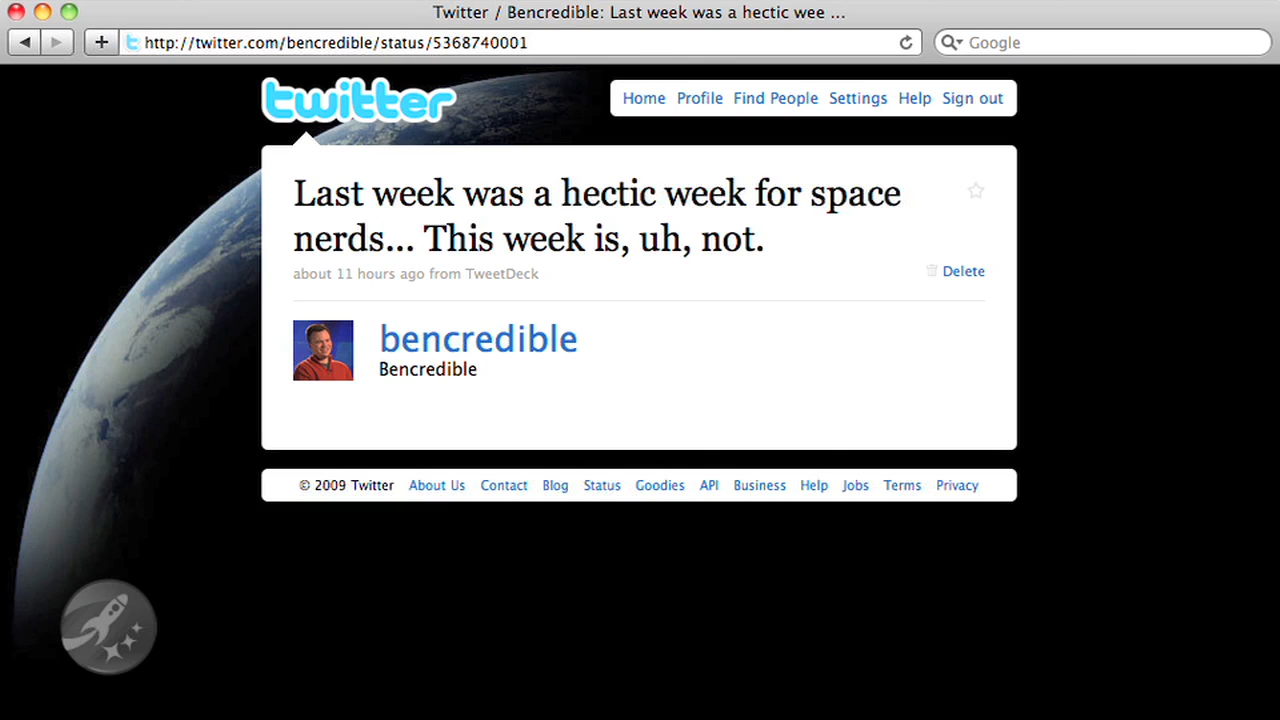 Twitter / Bencredible: Last week was a hectic wee ...
http://twitter.com/bencredible/status/5368740001
Google
twitter
Home Profile Find People Settings Help Sign out
Last week was a hectic week for space
nerds... This week is, uh, not.
about 11 hours ago from TweetDeck
Delete
bencredible
Bencredible
© 2009 Twitter About Us Contact Blog Status Goodies API Business Help Jobs Terms Privacy